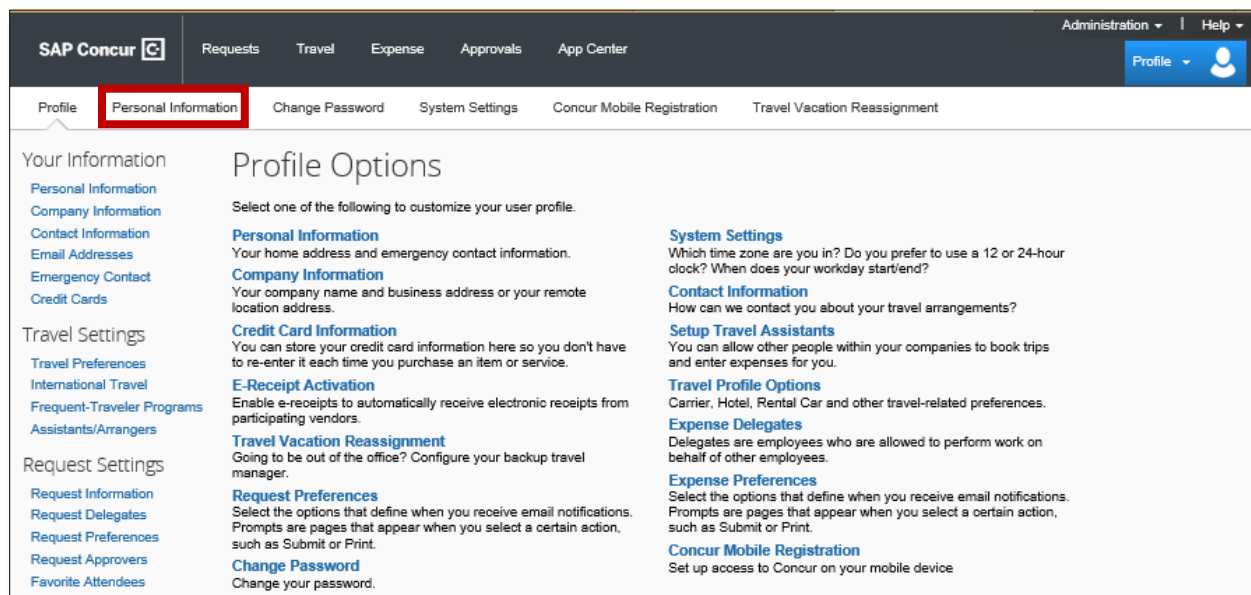 Administration | Help
SAP Concur C Requests Travel Expense Approvals App Center
Profile
Profile Personal Information Change Password System Settings Concur Mobile Registration Travel Vacation Reassignment
Your Information
Personal Information
Company Information
Contact Information
Email Addresses
Emergency Contact
Credit Cards
Travel Settings
Travel Preferences
International Travel
Frequent-Traveler Programs
Assistants/Arrangers
Request Settings
Request Information
Request Delegates
Request Preferences
Request Approvers
Favorite Attendees
Profile Options
Select one of the following to customize your user profile.
Personal Information
Your home address and emergency contact information.
Company Information
Your company name and business address or your remote
location address.
Credit Card Information
You can store your credit card information here so you don't have
to re-enter it each time you purchase an item or service.
E-Receipt Activation
Enable e-receipts to automatically receive electronic receipts from
participating vendors.
Travel Vacation Reassignment
Going to be out of the office? Configure your backup travel
manager.
Request Preferences
Select the options that define when you receive email notifications.
Prompts are pages that appear when you select a certain action,
such as Submit or Print.
Change Password
Change your password.
System Settings
Which time zone are you in? Do you prefer to use a 12 or 24-hour
clock? When does your workday start/end?
Contact Information
How can we contact you about your travel arrangements?
Setup Travel Assistants
You can allow other people within your companies to book trips
and enter expenses for you.
Travel Profile Options
Carrier, Hotel, Rental Car and other travel-related preferences.
Expense Delegates
Delegates are employees who are allowed to perform work on
behalf of other employees.
Expense Preferences
Select the options that define when you receive email notifications.
Prompts are pages that appear when you select a certain action,
such as Submit or Print.
Concur Mobile Registration
Set up access to Concur on your mobile device